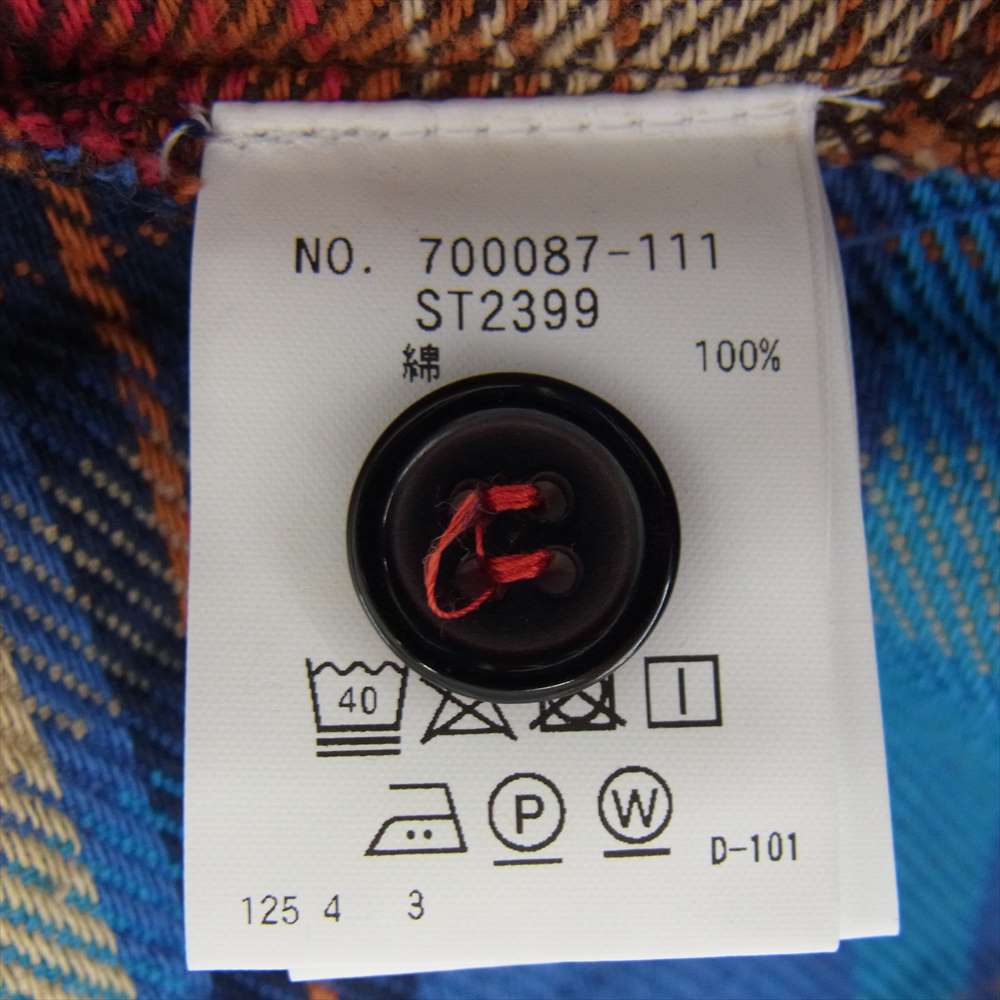 NO. 700087-111
ST2399
綿 100%
40
P W D-101
125 4 3